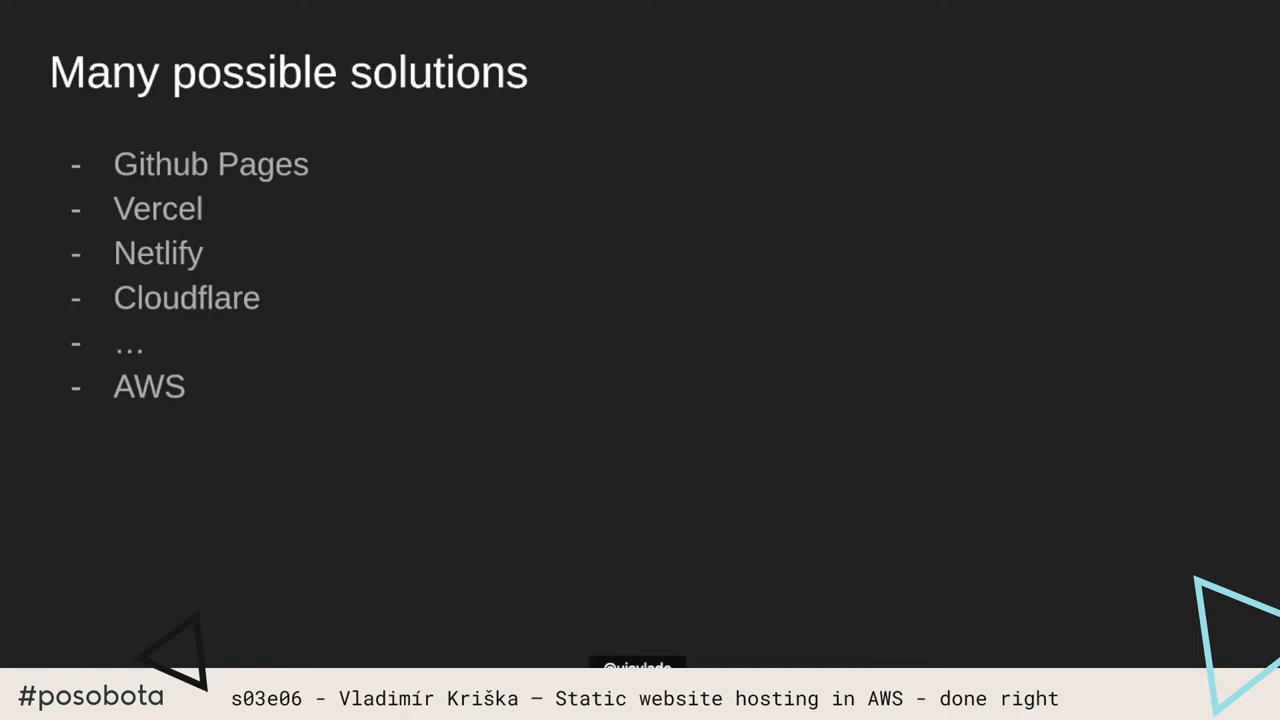 Many possible solutions
- Github Pages
- Vercel
- Netlify
- Cloudflare
- …
- AWS
#posobota
s03e06 - Vladimír Kriška – Static website hosting in AWS - done right